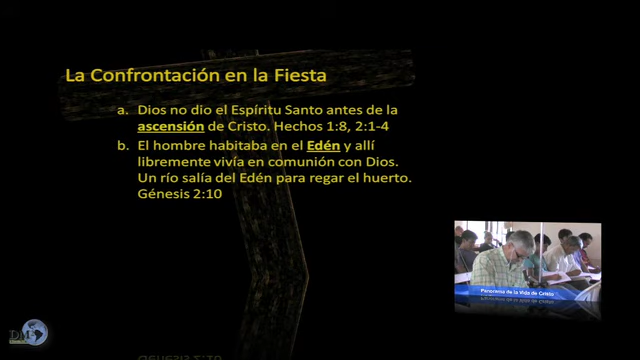 La Confrontación en la Fiesta
a. Dios no dio el Espíritu Santo antes de la
ascensión de Cristo. Hechos 1:8, 2:1-4
b. El hombre habitaba en el Edén y allí
libremente vivía en comunión con Dios.
Un río salía del Edén para regar el huerto.
Génesis 2:10
Panorama de la Vida de Cristo
DM